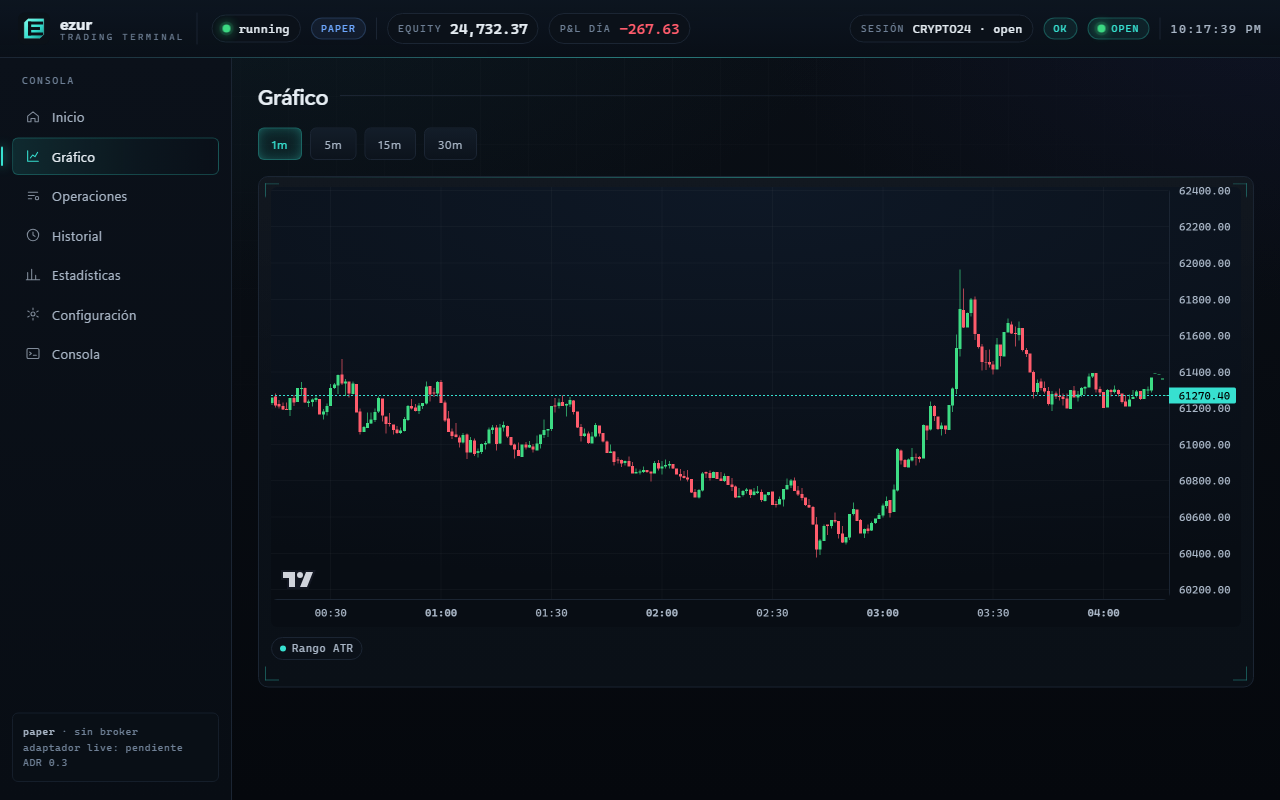 ezur
TRADING TERMINAL
running
PAPER
EQUITY 24,732.37
P&L DÍA −267.63
SESIÓN CRYPTO24 · open
OK
OPEN
10:17:39 PM
CONSOLA
Inicio
Gráfico
Operaciones
Historial
Estadísticas
Configuración
Consola
paper · sin broker
adaptador live: pendiente
ADR 0.3
Gráfico
1m
5m
15m
30m
62400.00
62200.00
62000.00
61800.00
61600.00
61400.00
61270.40
61200.00
61000.00
60800.00
60600.00
60400.00
60200.00
00:30
01:00
01:30
02:00
02:30
03:00
03:30
04:00
Rango ATR